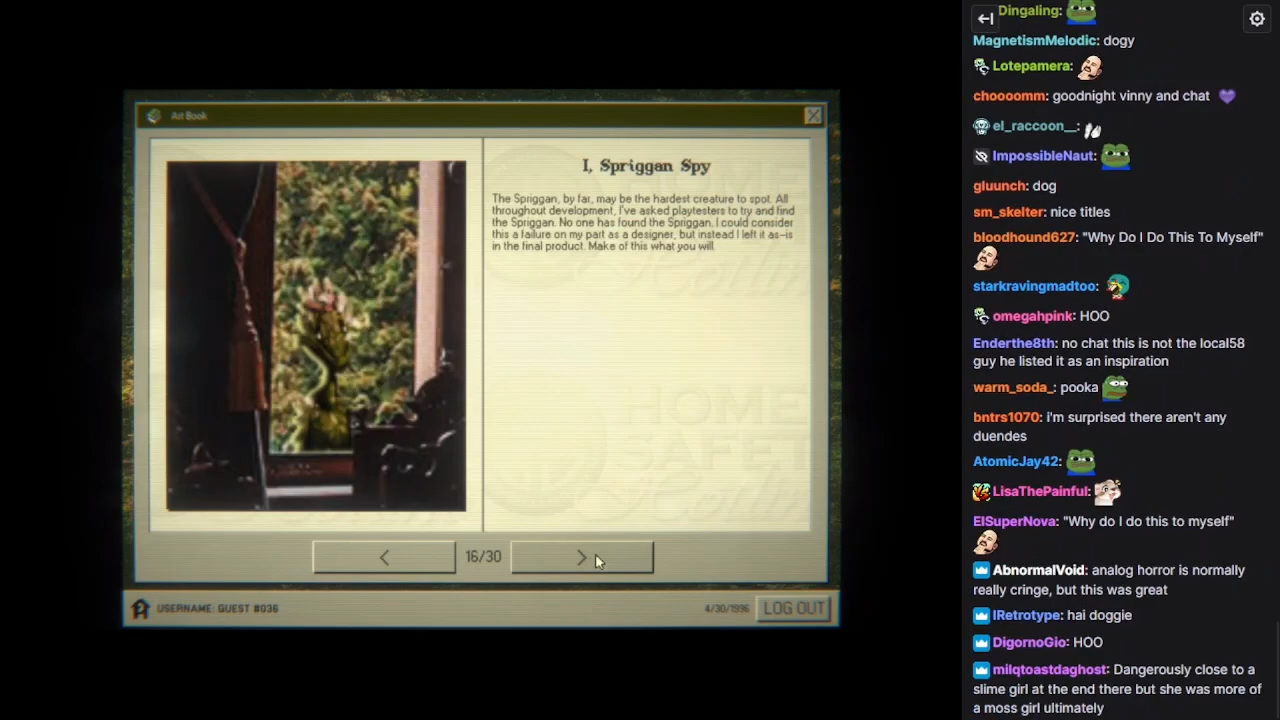 Art Book
I, Spriggan Spy
The Spriggan, by far, may be the hardest creature to spot. All
throughout development, I've asked playtesters to try and find
the Spriggan. No one has found the Spriggan. I could consider
this a failure on my part as a designer, but instead I left it as-is
in the final product. Make of this what you will.
HOME
SAFET
< 16/30 >
USERNAME: GUEST #036
4/30/1996
LOG OUT
Dingaling:
MagnetismMelodic: dogy
Lotepamera:
choooomm: goodnight vinny and chat
el_raccoon__:
ImpossibleNaut:
gluunch: dog
sm_skelter: nice titles
bloodhound627: "Why Do I Do This To Myself"
starkravingmadtoo:
omegahpink: HOO
Enderthe8th: no chat this is not the local58
guy he listed it as an inspiration
warm_soda_: pooka
bntrs1070: i'm surprised there aren't any
duendes
AtomicJay42:
LisaThePainful:
ElSuperNova: "Why do I do this to myself"
AbnormalVoid: analog horror is normally
really cringe, but this was great
IRetrotype: hai doggie
DigornoGio: HOO
milqtoastdaghost: Dangerously close to a
slime girl at the end there but she was more of
a moss girl ultimately